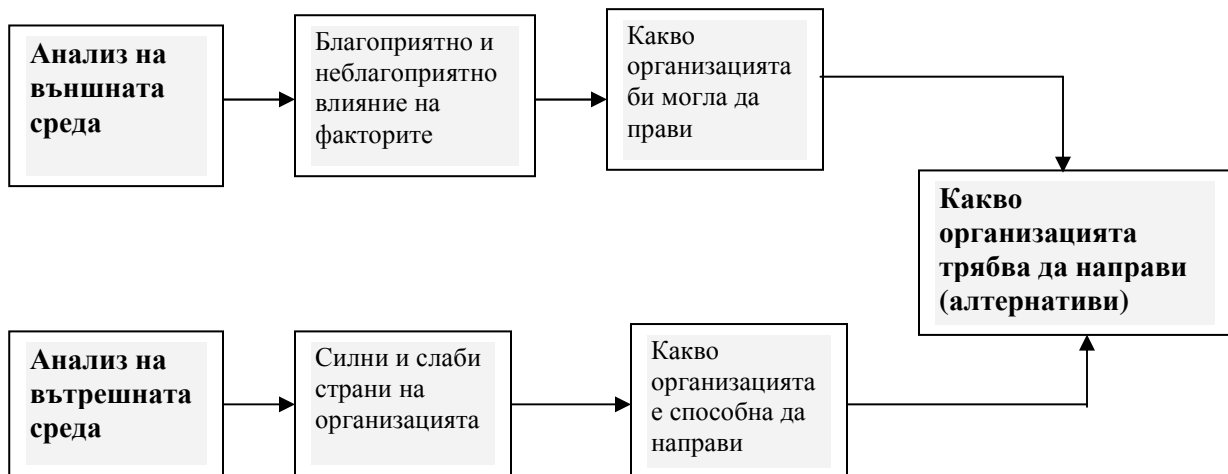 Анализ на
външната
среда
Благоприятно и
неблагоприятно
влияние на
факторите
Какво
организацията
би могла да
прави
Какво
организацията
трябва да направи
(алтернативи)
Анализ на
вътрешната
среда
Силни и слаби
страни на
организацията
Какво
организацията
е способна да
направи